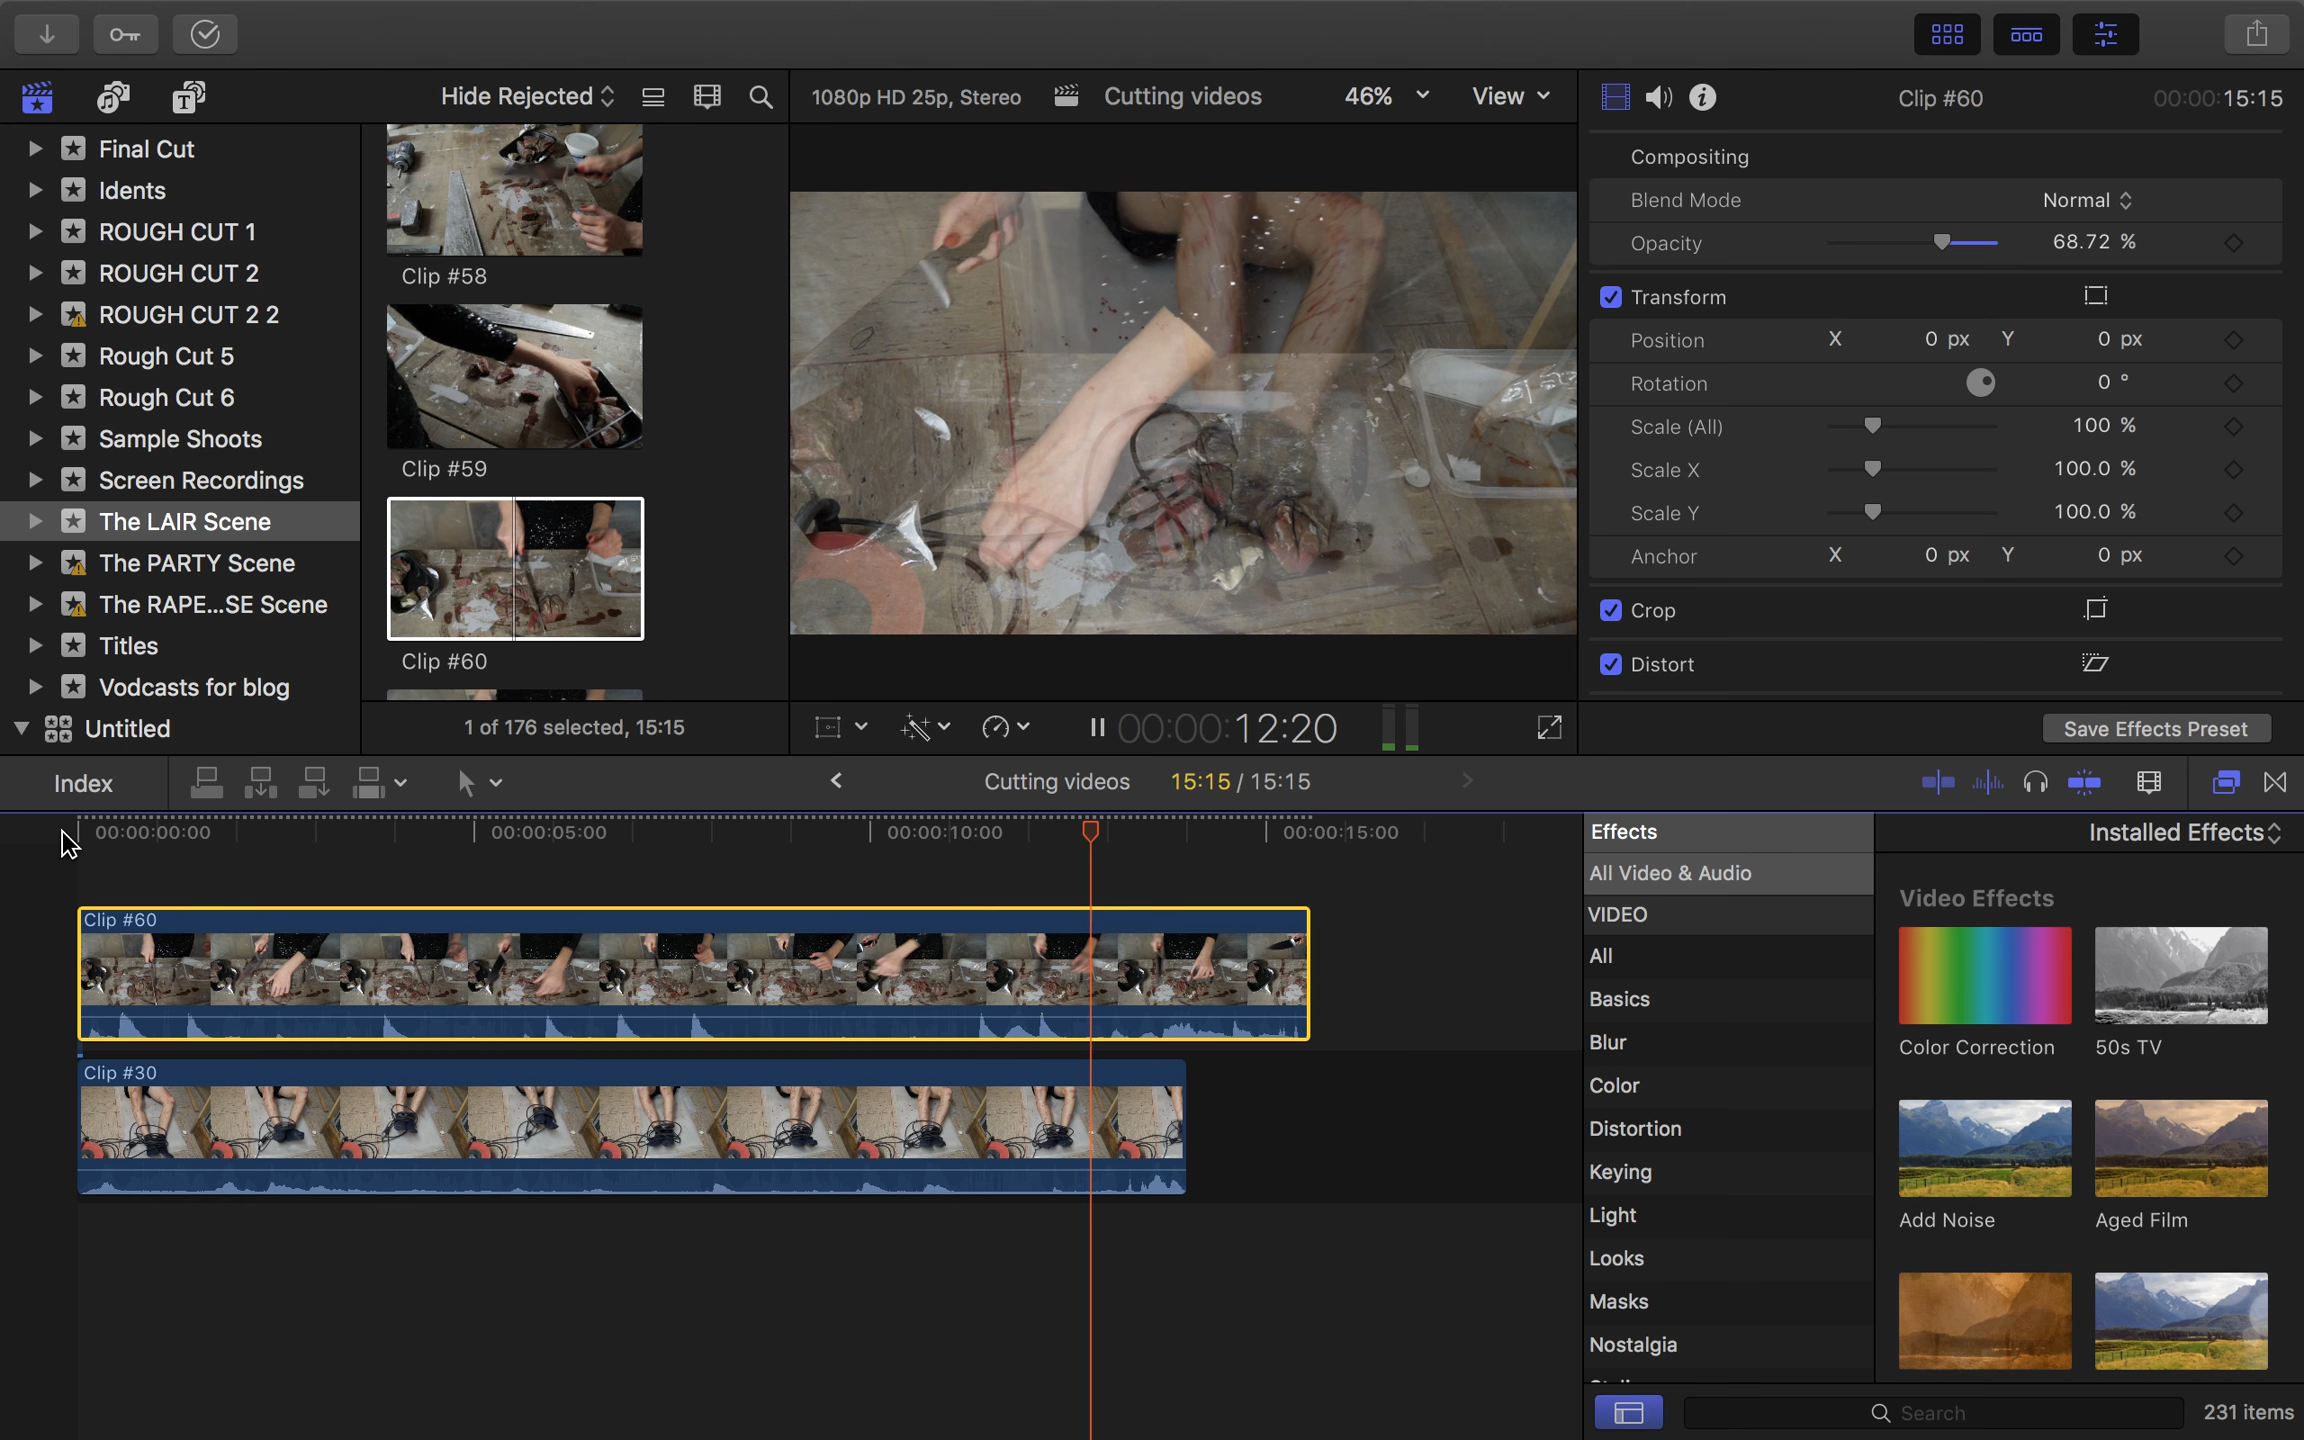 Hide Rejected
1080p HD 25p, Stereo
Cutting videos
46%
View
Clip #60
00:00:15:15
Final Cut
Idents
ROUGH CUT 1
ROUGH CUT 2
ROUGH CUT 2 2
Rough Cut 5
Rough Cut 6
Sample Shoots
Screen Recordings
The LAIR Scene
The PARTY Scene
The RAPE...SE Scene
Titles
Vodcasts for blog
Untitled
Clip #58
Clip #59
Clip #60
1 of 176 selected, 15:15
00:00:12:20
Compositing
Blend Mode Normal
Opacity 68.72 %
Transform
Position X 0 px Y 0 px
Rotation 0 °
Scale (All) 100 %
Scale X 100.0 %
Scale Y 100.0 %
Anchor X 0 px Y 0 px
Crop
Distort
Save Effects Preset
Index
Cutting videos 15:15 / 15:15
00:00:00:00 00:00:05:00 00:00:10:00 00:00:15:00
Clip #60
Clip #30
Effects
All Video & Audio
VIDEO
All
Basics
Blur
Color
Distortion
Keying
Light
Looks
Masks
Nostalgia
Installed Effects
Video Effects
Color Correction 50s TV
Add Noise Aged Film
Search
231 items